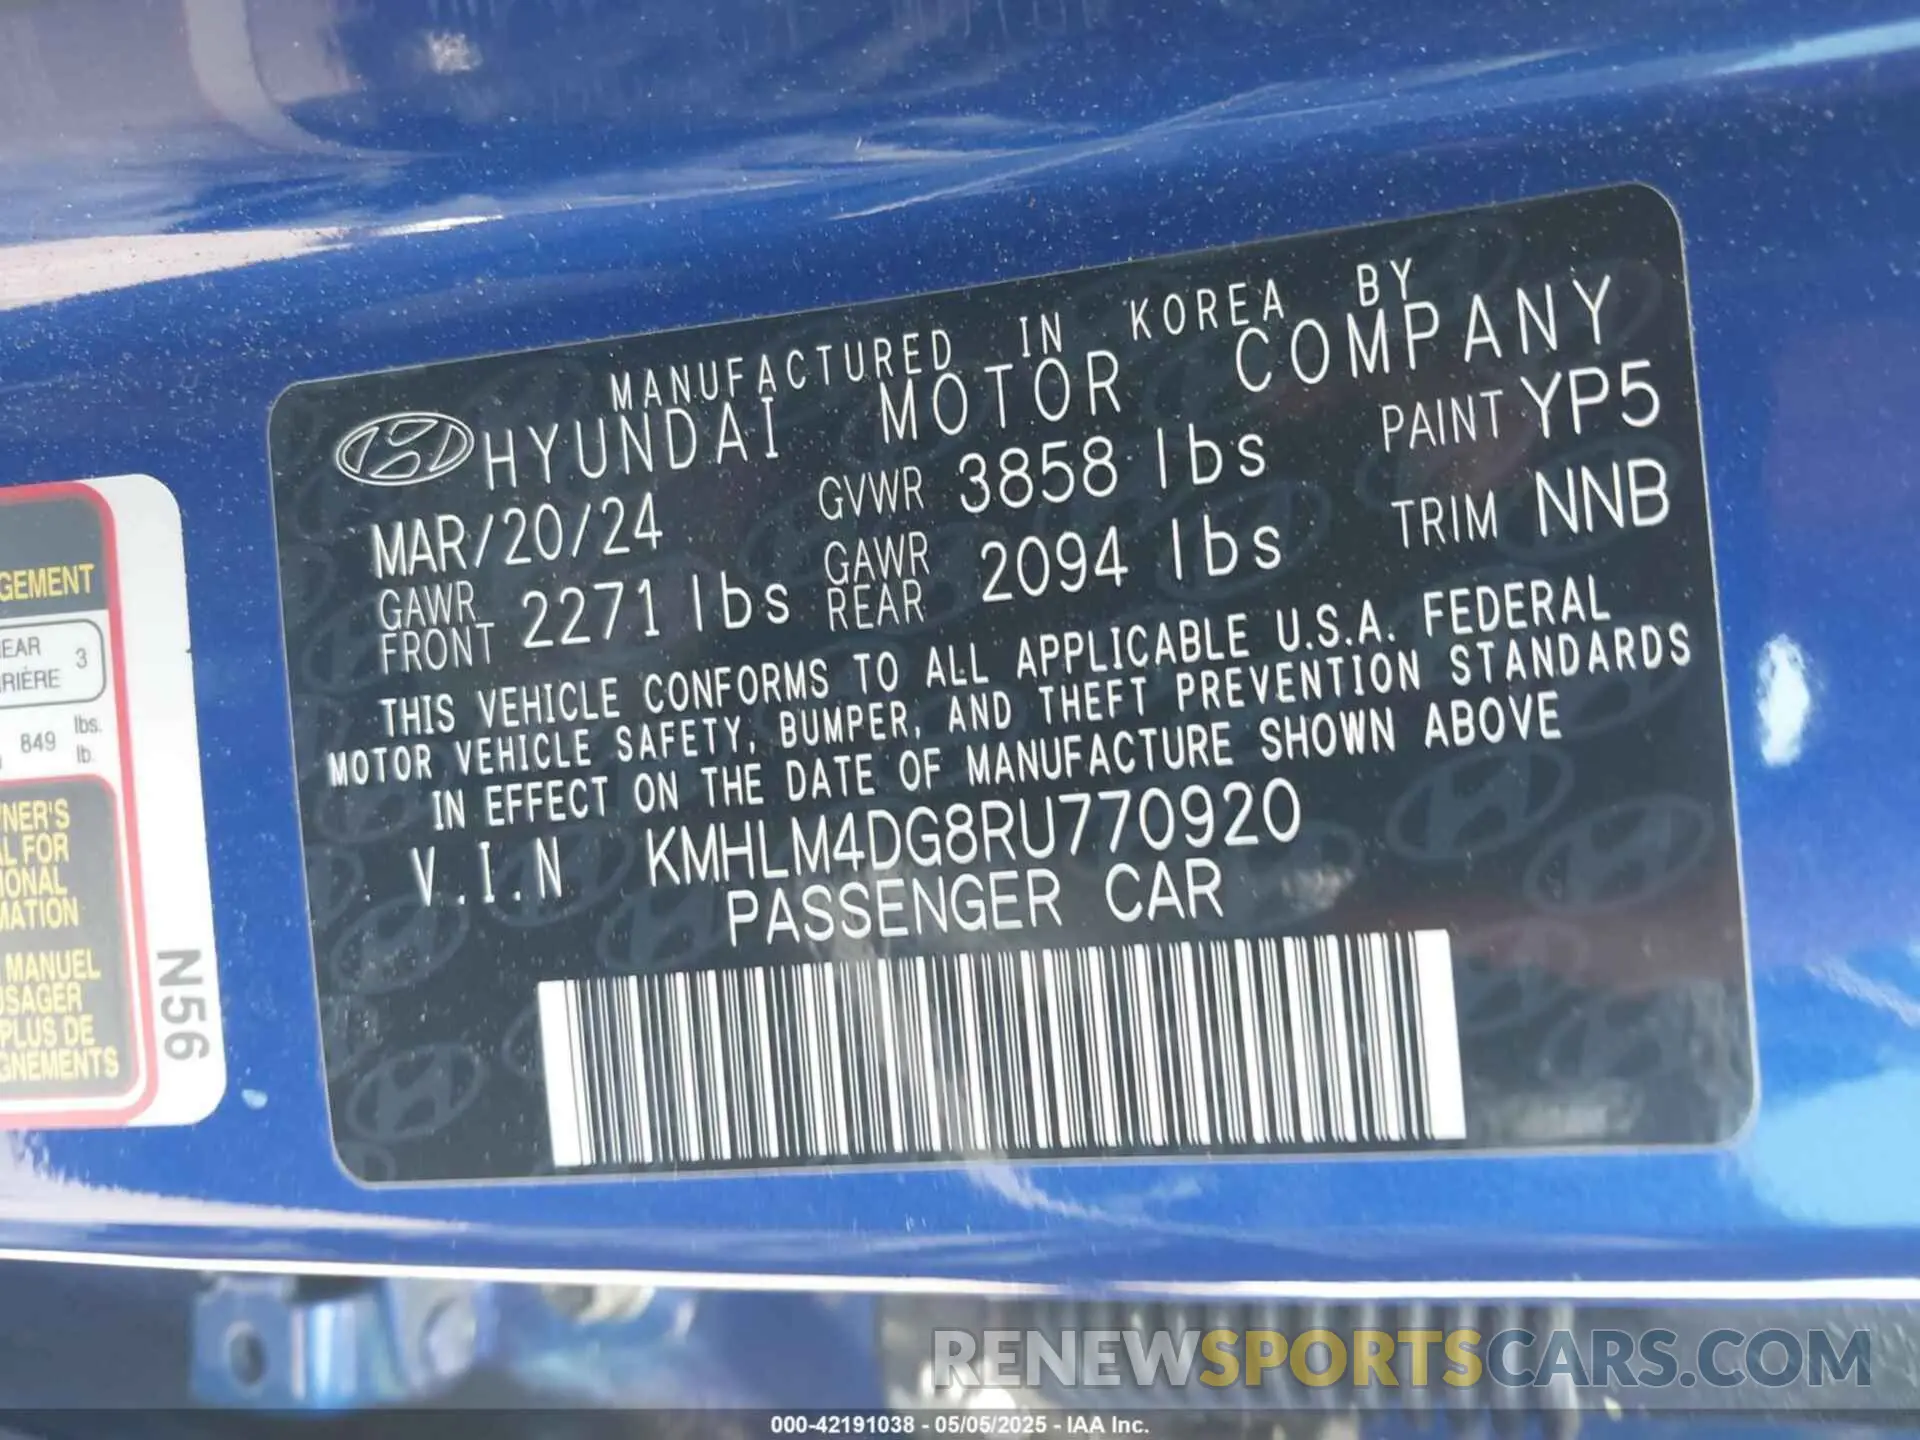 MANUFACTURED IN KOREA BY
HYUNDAI MOTOR COMPANY
MAR/20/24 GVWR 3858 lbs PAINT YP5
GAWR FRONT 2271 lbs GAWR REAR 2094 lbs TRIM NNB
THIS VEHICLE CONFORMS TO ALL APPLICABLE U.S.A. FEDERAL
MOTOR VEHICLE SAFETY, BUMPER, AND THEFT PREVENTION STANDARDS
IN EFFECT ON THE DATE OF MANUFACTURE SHOWN ABOVE
V.I.N KMHLM4DG8RU770920
PASSENGER CAR
GEMENT
EAR 3
RIÈRE
849 lbs.
lb.
NER'S
L FOR
IONAL
MATION
MANUEL
USAGER
PLUS DE
GNEMENTS
N56
RENEWSPORTSCARS.COM
000-42191038 - 05/05/2025 - IAA Inc.